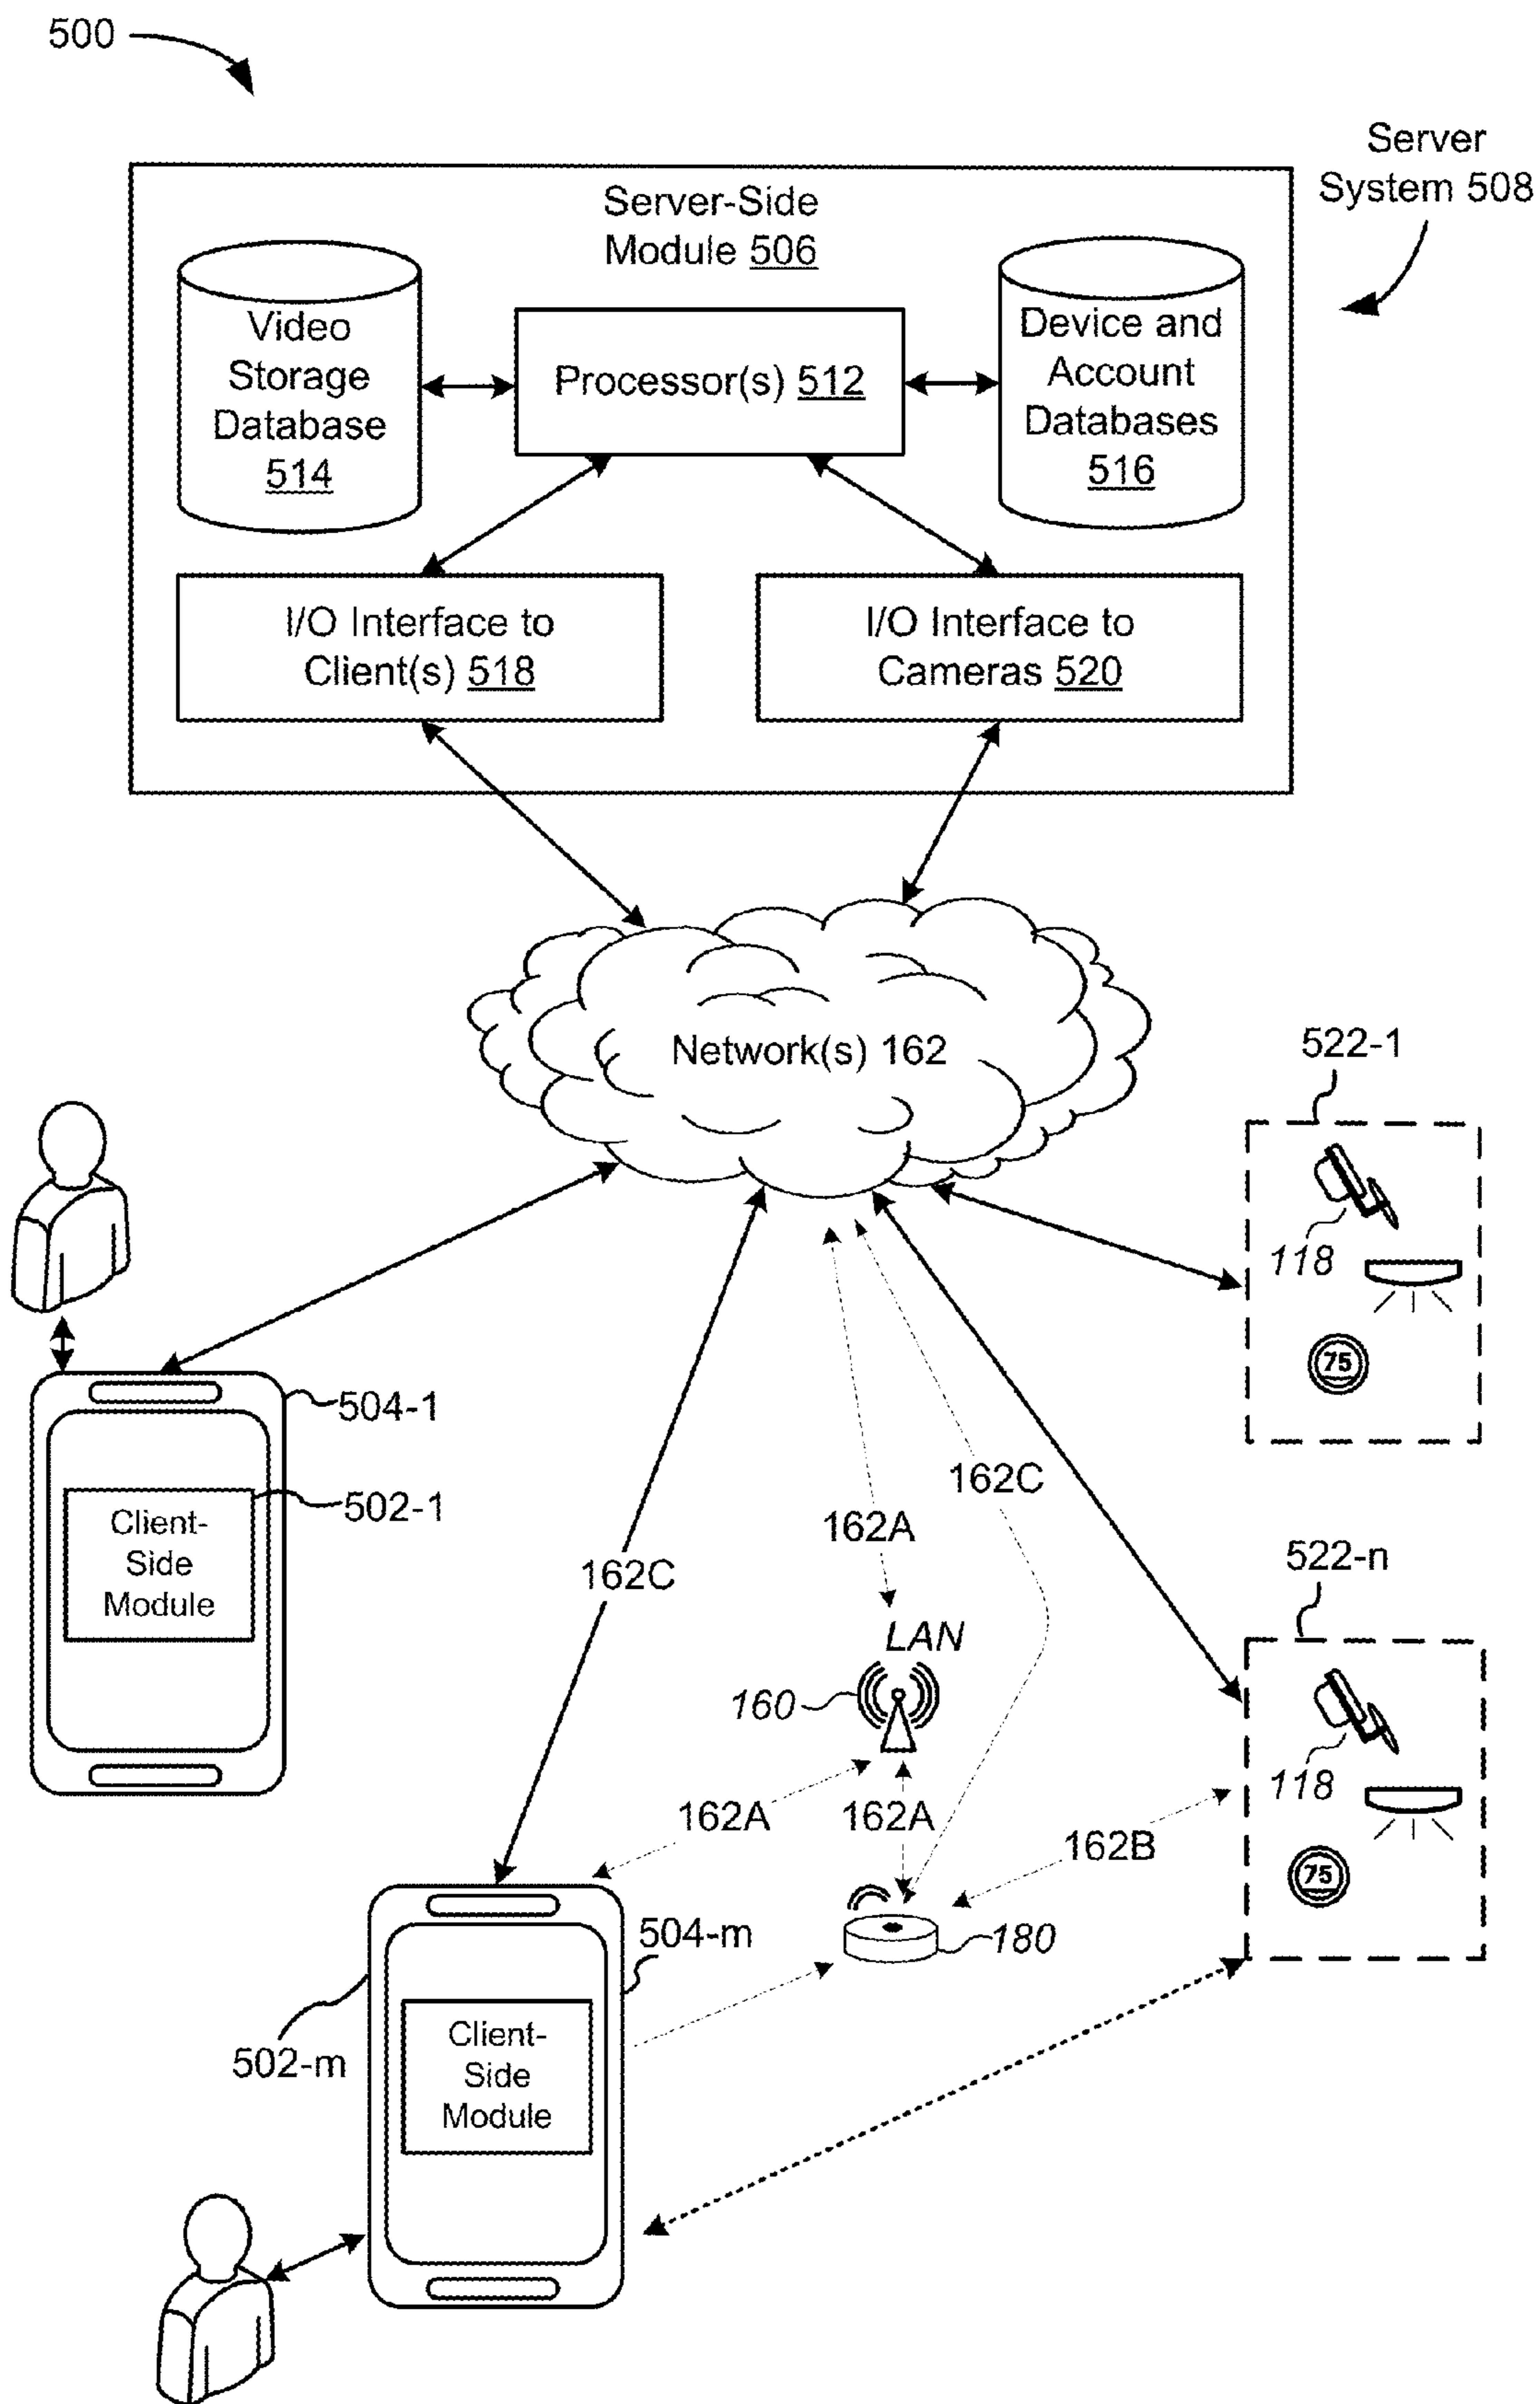 500
Server
System 508
Server-Side
Module 506
Video
Storage
Database
514
Processor(s) 512
Device and
Account
Databases
516
I/O Interface to
Client(s) 518
I/O Interface to
Cameras 520
Network(s) 162
522-1
118
75
504-1
502-1
Client-
Side
Module
162C
162A
162C
LAN
160
522-n
118
75
162A
162A
162B
180
504-m
502-m
Client-
Side
Module